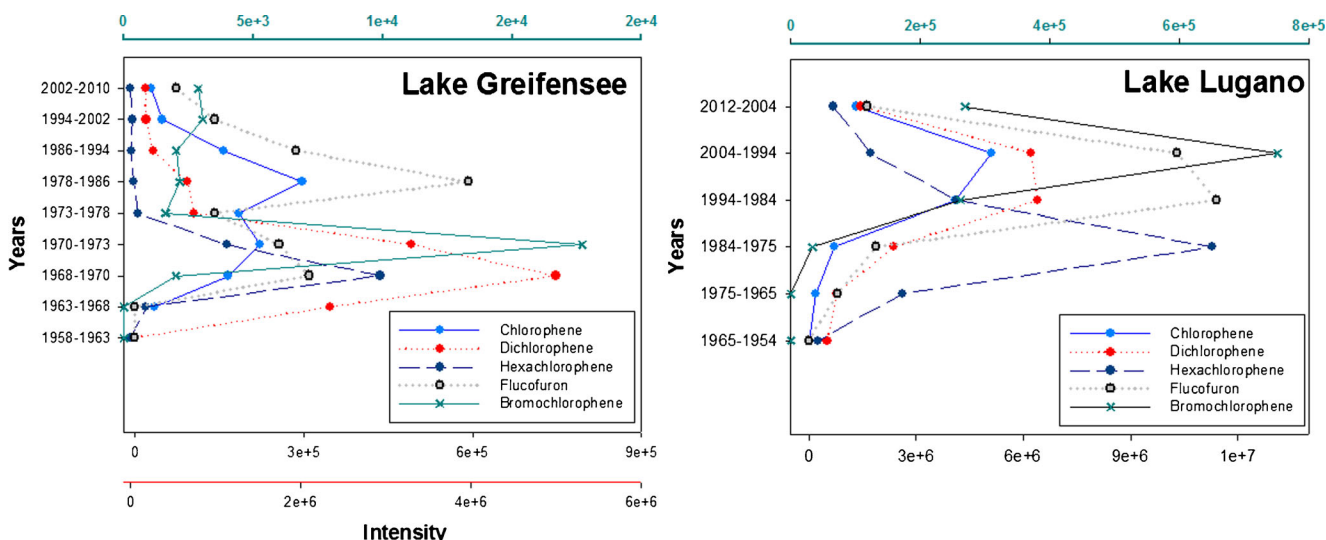 0 5e+3 1e+4 2e+4 2e+4
Lake Greifensee
Years
2002-2010
1994-2002
1986-1994
1978-1986
1973-1978
1970-1973
1968-1970
1963-1968
1958-1963
Chlorophene
Dichlorophene
Hexachlorophene
Flucofuron
Bromochlorophene
0 3e+5 6e+5 9e+5
0 2e+6 4e+6 6e+6
Intensity
0 2e+5 4e+5 6e+5 8e+5
Lake Lugano
Years
2012-2004
2004-1994
1994-1984
1984-1975
1975-1965
1965-1954
Chlorophene
Dichlorophene
Hexachlorophene
Flucofuron
Bromochlorophene
0 3e+6 6e+6 9e+6 1e+7